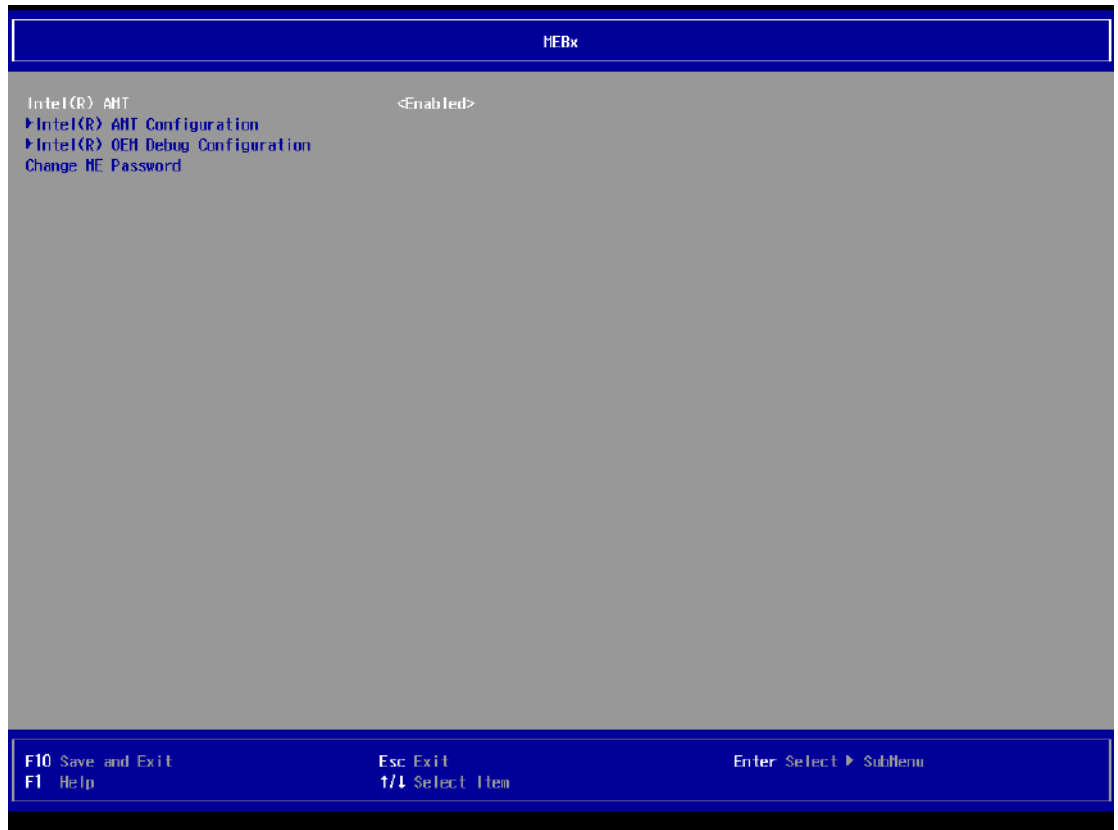 MEBx
Intel(R) AMT <Enabled>
▶Intel(R) AMT Configuration
▶Intel(R) OEM Debug Configuration
Change ME Password
F10 Save and Exit Esc Exit Enter Select ▶ SubMenu
F1 Help ↑/↓ Select Item